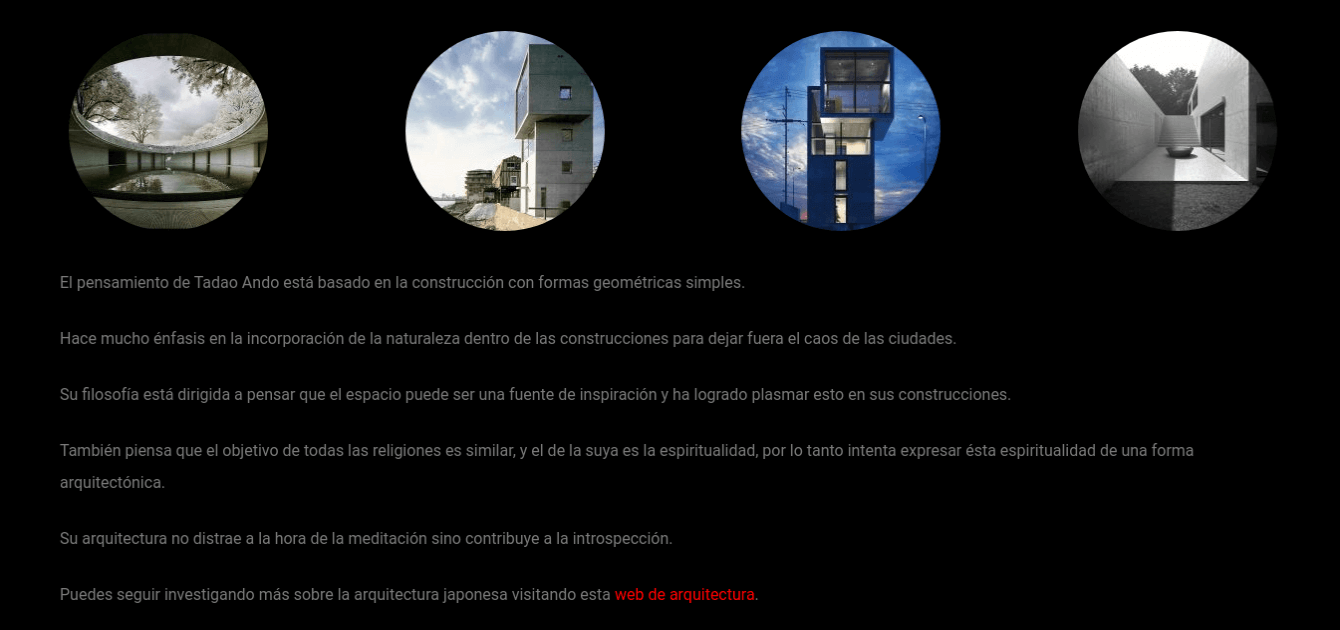 El pensamiento de Tadao Ando está basado en la construcción con formas geométricas simples.
Hace mucho énfasis en la incorporación de la naturaleza dentro de las construcciones para dejar fuera el caos de las ciudades.
Su filosofía está dirigida a pensar que el espacio puede ser una fuente de inspiración y ha logrado plasmar esto en sus construcciones.
También piensa que el objetivo de todas las religiones es similar, y el de la suya es la espiritualidad, por lo tanto intenta expresar ésta espiritualidad de una forma
arquitectónica.
Su arquitectura no distrae a la hora de la meditación sino contribuye a la introspección.
Puedes seguir investigando más sobre la arquitectura japonesa visitando esta web de arquitectura.